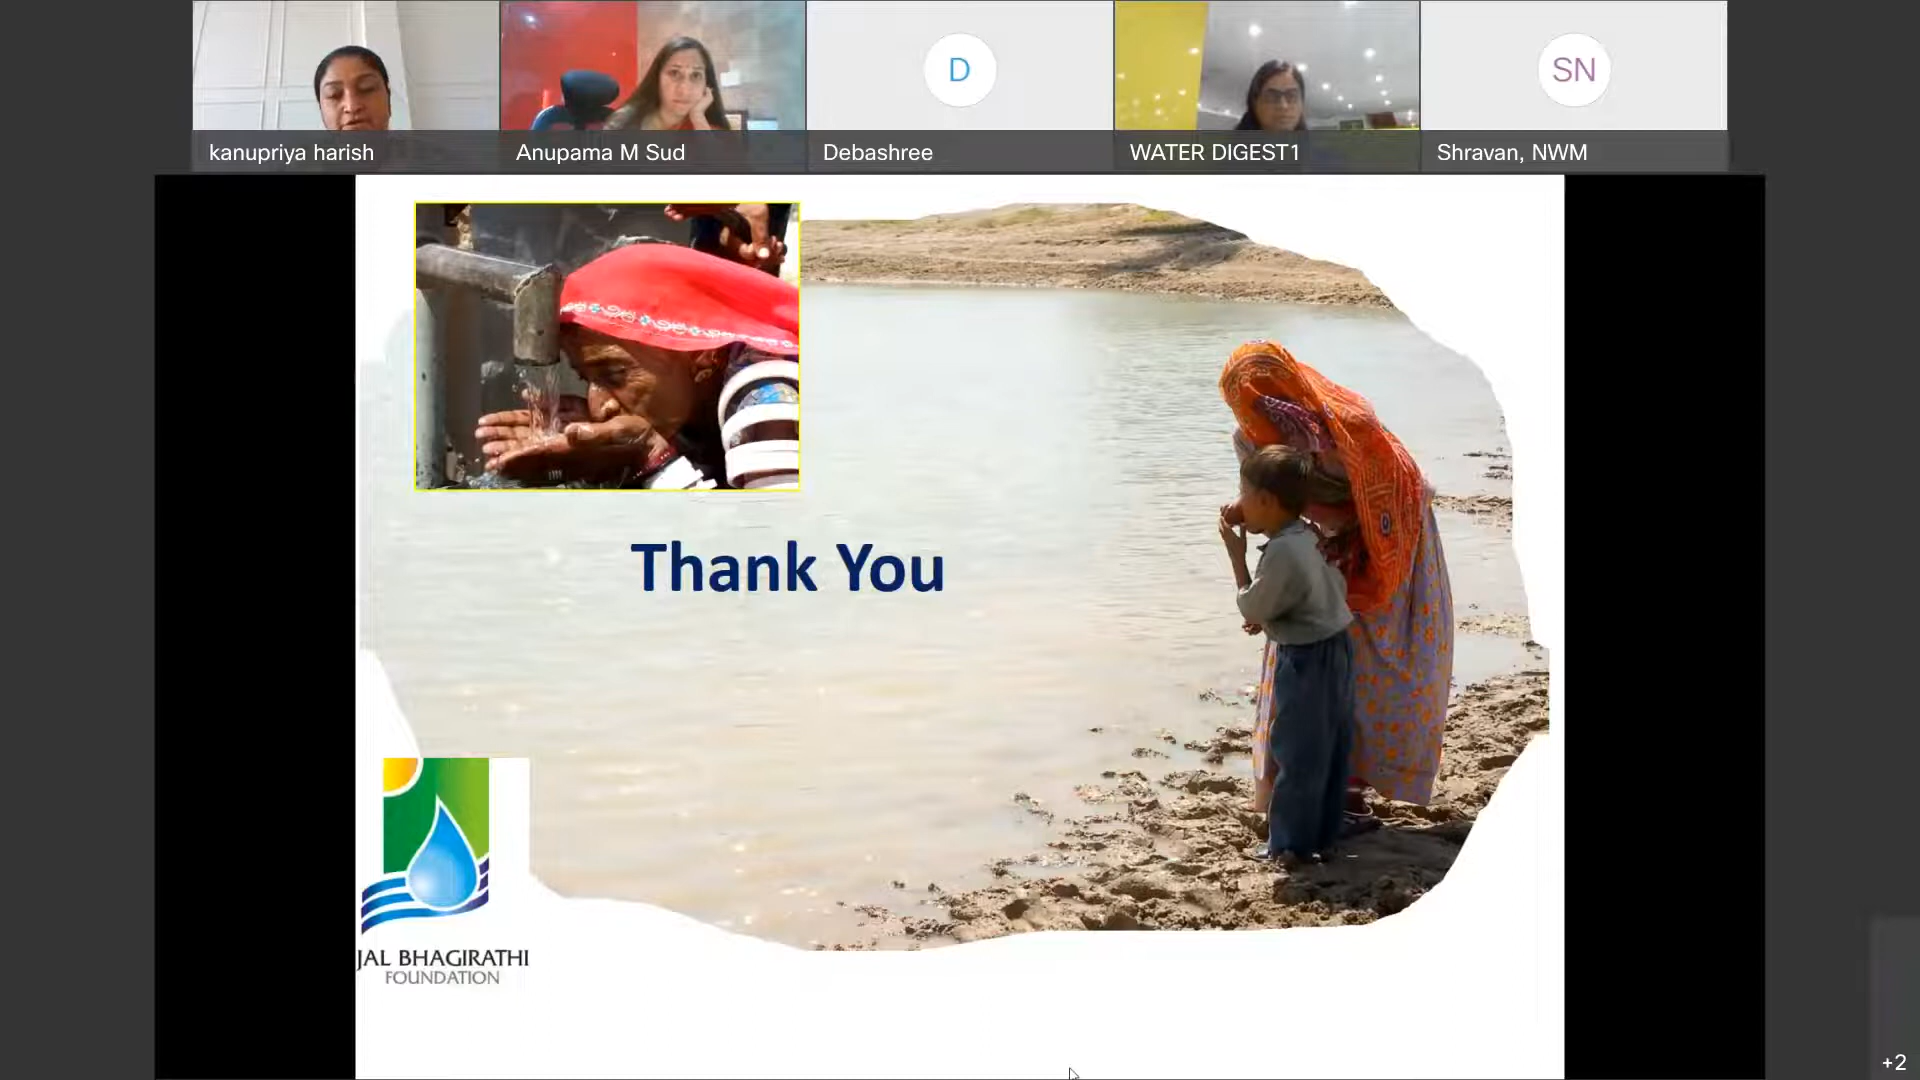 kanupriya harish
Anupama M Sud
D
Debashree
WATER DIGEST1
SN
Shravan, NWM
Thank You
JAL BHAGIRATHI
FOUNDATION
+2